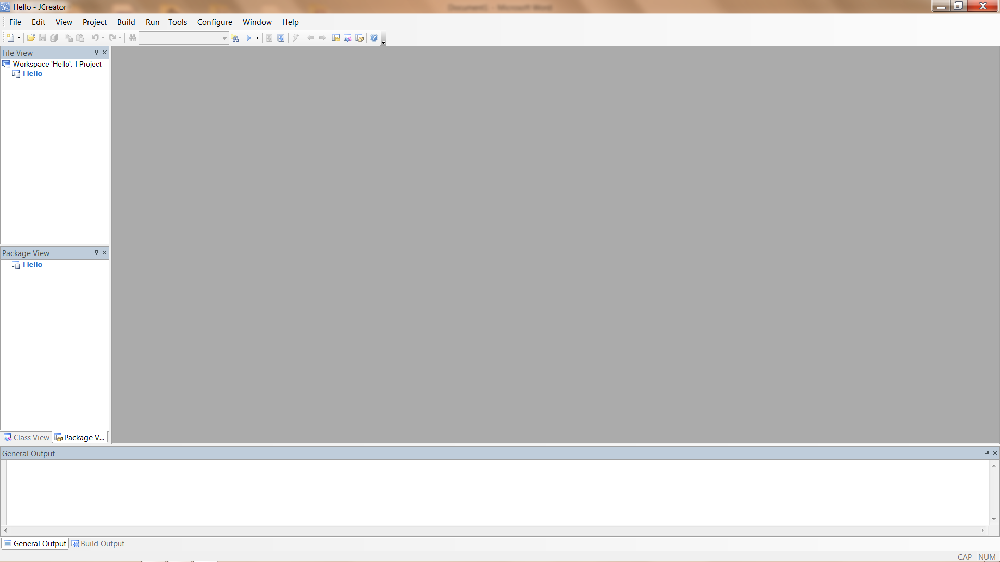 Hello - JCreator
Document1 - Microsoft Word
File Edit View Project Build Run Tools Configure Window Help
File View
Workspace 'Hello': 1 Project
Hello
Package View
Hello
Class View Package V...
General Output
General Output Build Output
CAP NUM